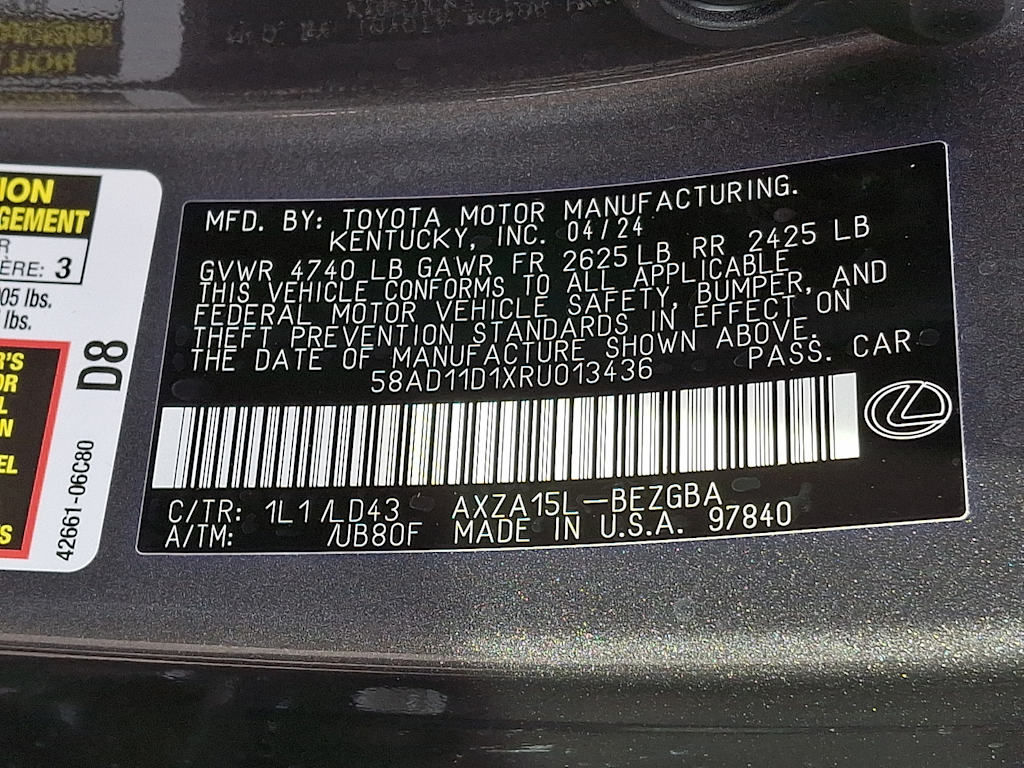 ION
GEMENT
R
ÈRE: 3
005 lbs.
lbs.
R'S
OR
L
N
EL
S
D8
42661-06C80
MFD. BY: TOYOTA MOTOR MANUFACTURING.
KENTUCKY, INC. 04/24
GVWR 4740 LB GAWR FR 2625 LB RR 2425 LB
THIS VEHICLE CONFORMS TO ALL APPLICABLE
FEDERAL MOTOR VEHICLE SAFETY, BUMPER, AND
THEFT PREVENTION STANDARDS IN EFFECT ON
THE DATE OF MANUFACTURE SHOWN ABOVE.
58AD11D1XRU013436 PASS. CAR
C/TR: 1L1/LD43 AXZA15L-BEZGBA
A/TM: /UB80F MADE IN U.S.A. 97840